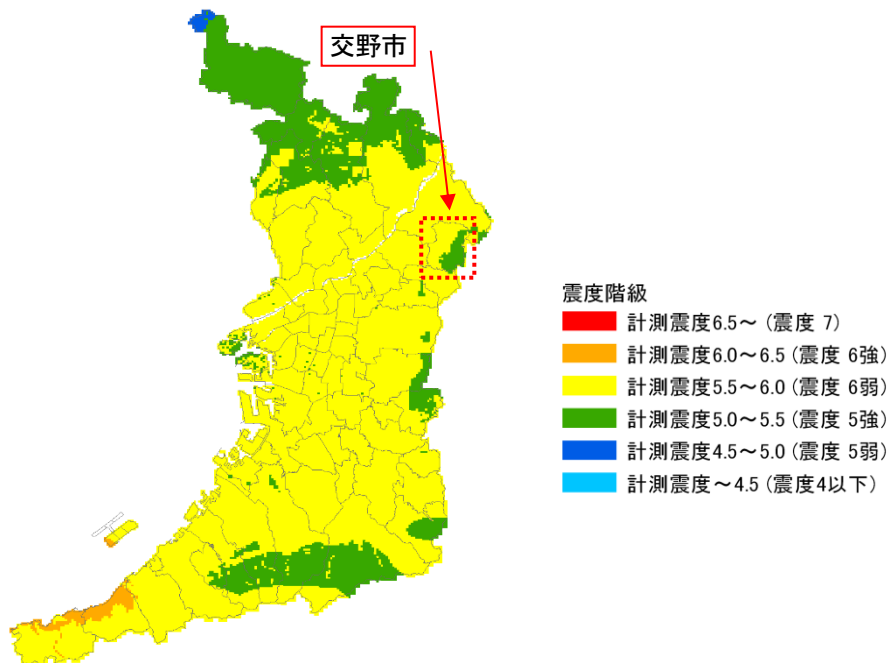 交野市
震度階級
計測震度6.5～（震度 7）
計測震度6.0～6.5（震度 6強）
計測震度5.5～6.0（震度 6弱）
計測震度5.0～5.5（震度 5強）
計測震度4.5～5.0（震度 5弱）
計測震度～4.5（震度4以下）